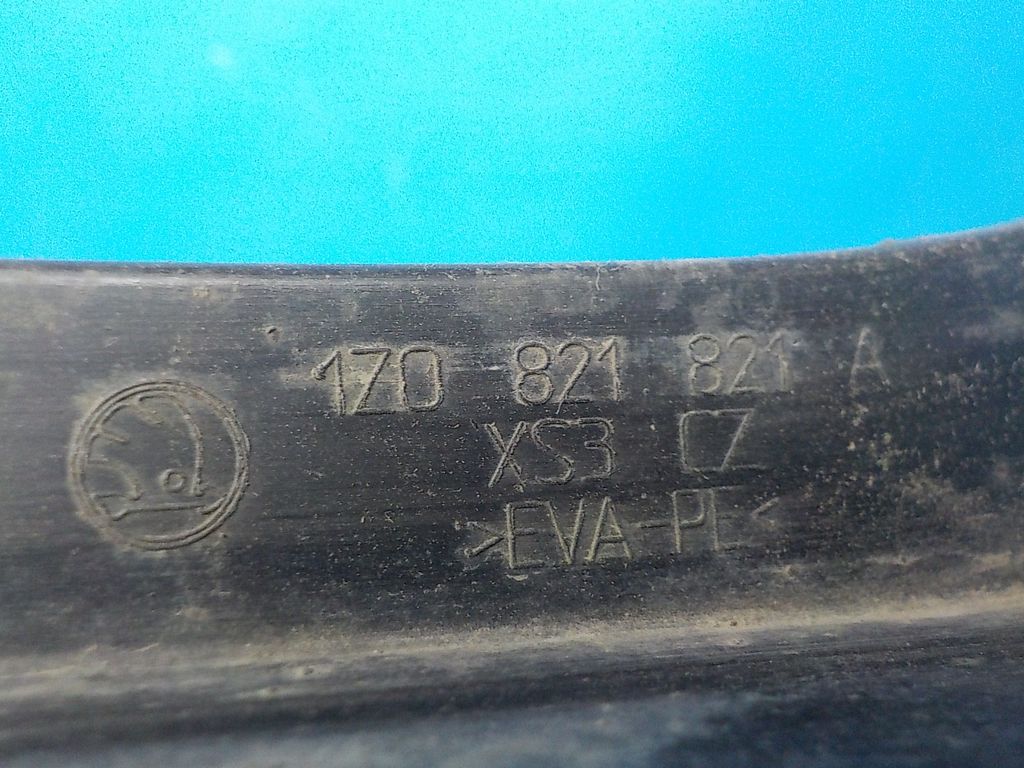 1Z0 821 821 A
XS3 CZ
>EVA-PE<